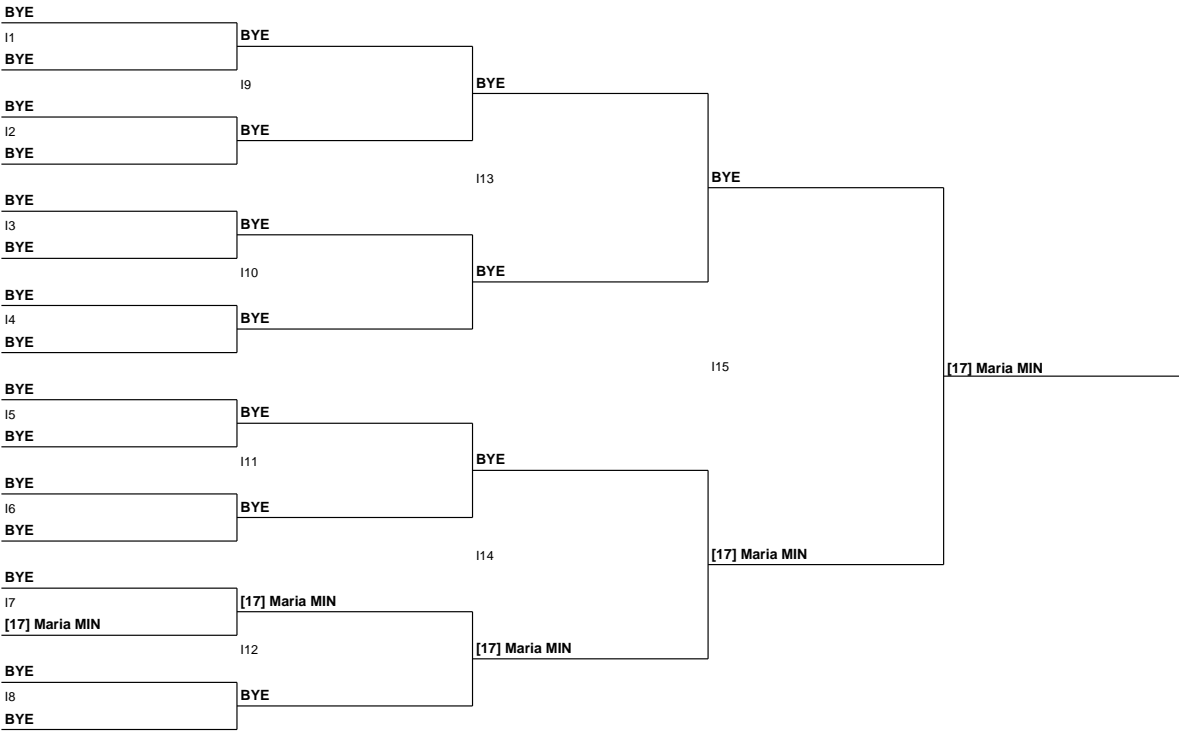 BYE
I1
BYE
BYE
I9
BYE
BYE
I2
BYE
BYE
I13
BYE
BYE
I3
BYE
BYE
I10
BYE
BYE
I4
BYE
BYE
I15
[17] Maria MIN
BYE
I5
BYE
BYE
I11
BYE
BYE
I6
BYE
BYE
I14
[17] Maria MIN
BYE
I7
[17] Maria MIN
[17] Maria MIN
I12
[17] Maria MIN
BYE
I8
BYE
BYE